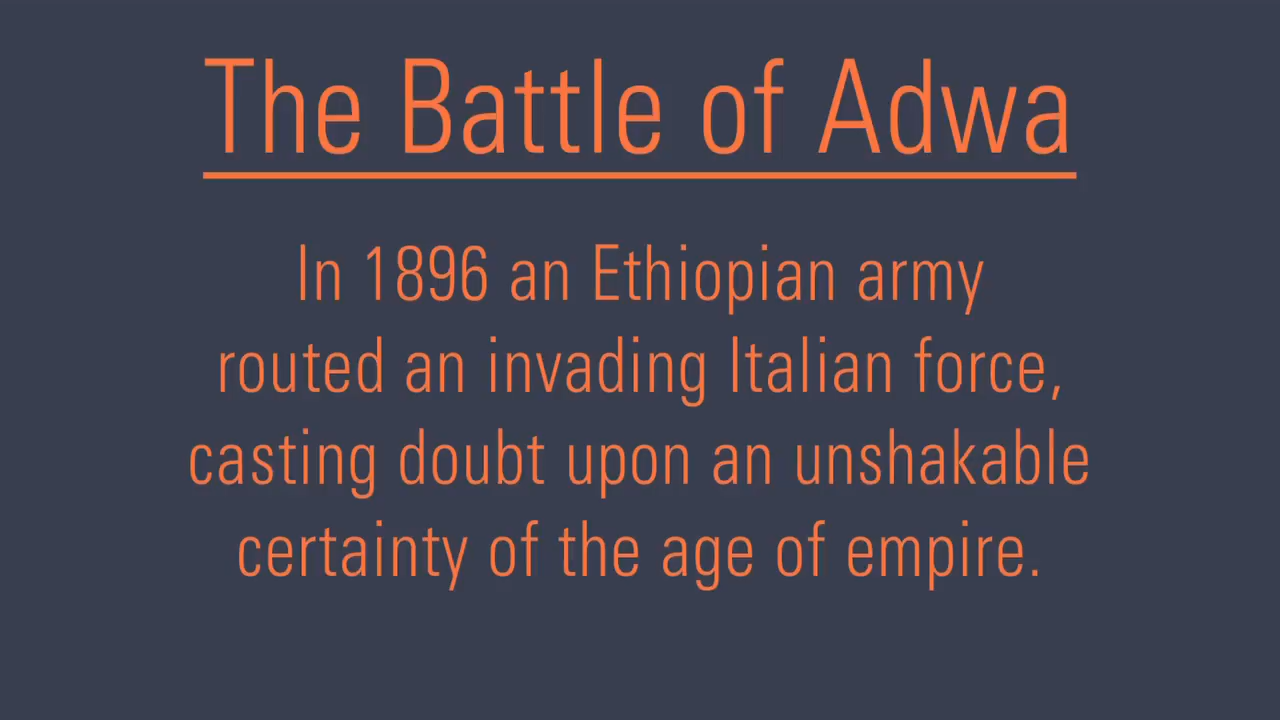 The Battle of Adwa
In 1896 an Ethiopian army
routed an invading Italian force,
casting doubt upon an unshakable
certainty of the age of empire.